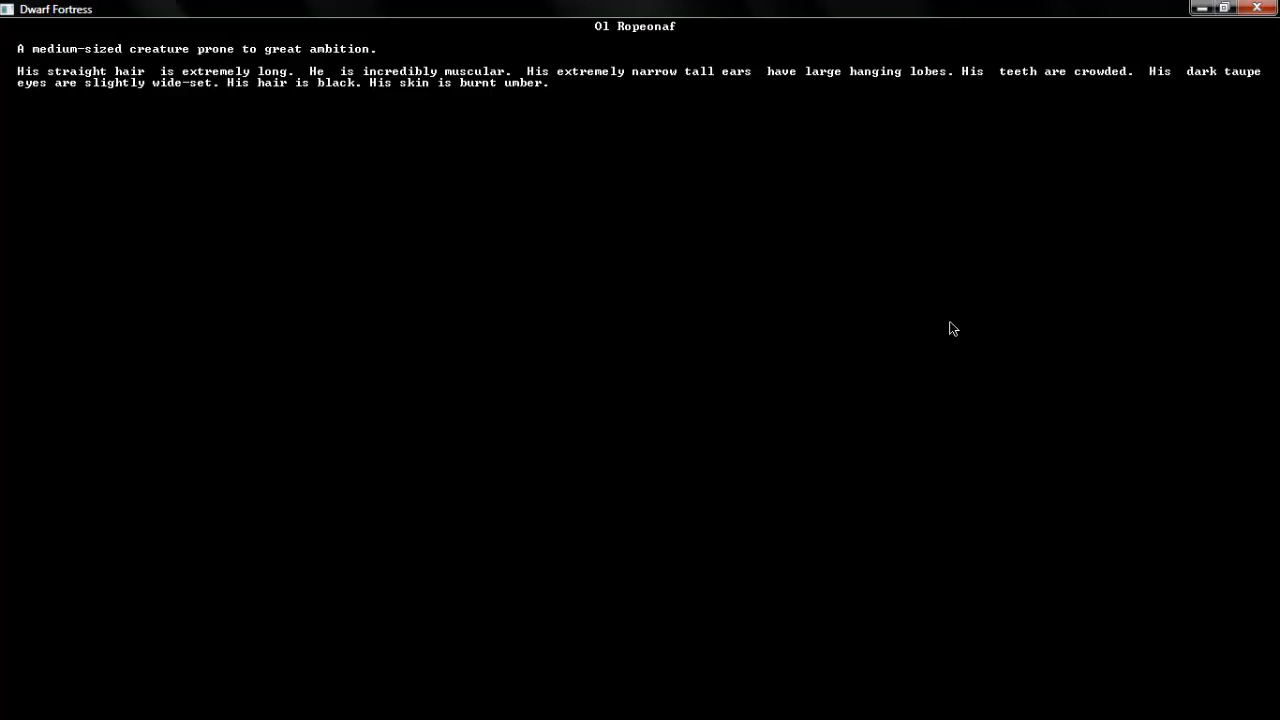 Dwarf Fortress
Ol Ropeonaf
A medium-sized creature prone to great ambition.
His straight hair  is extremely long.  He  is incredibly muscular.  His extremely narrow tall ears  have large hanging lobes. His  teeth are crowded.  His  dark taupe
eyes are slightly wide-set. His hair is black. His skin is burnt umber.